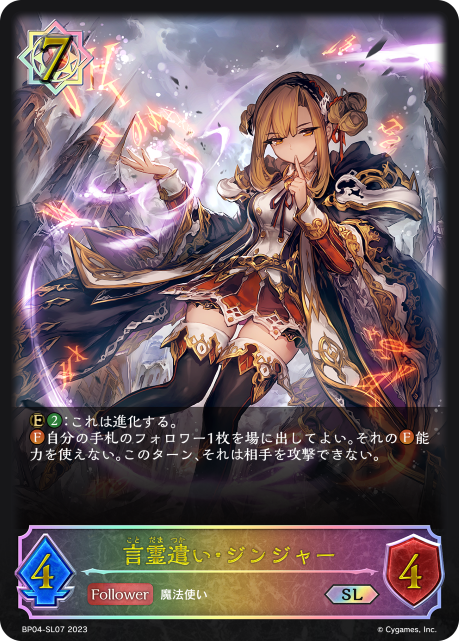 7
E 2：これは進化する。
F 自分の手札のフォロワー1枚を場に出してよい。それの F 能
力を使えない。このターン、それは相手を攻撃できない。
こと だま つか
言霊遣い・ジンジャー
4
Follower 魔法使い
SL
4
BP04-SL07 2023
© Cygames, Inc.